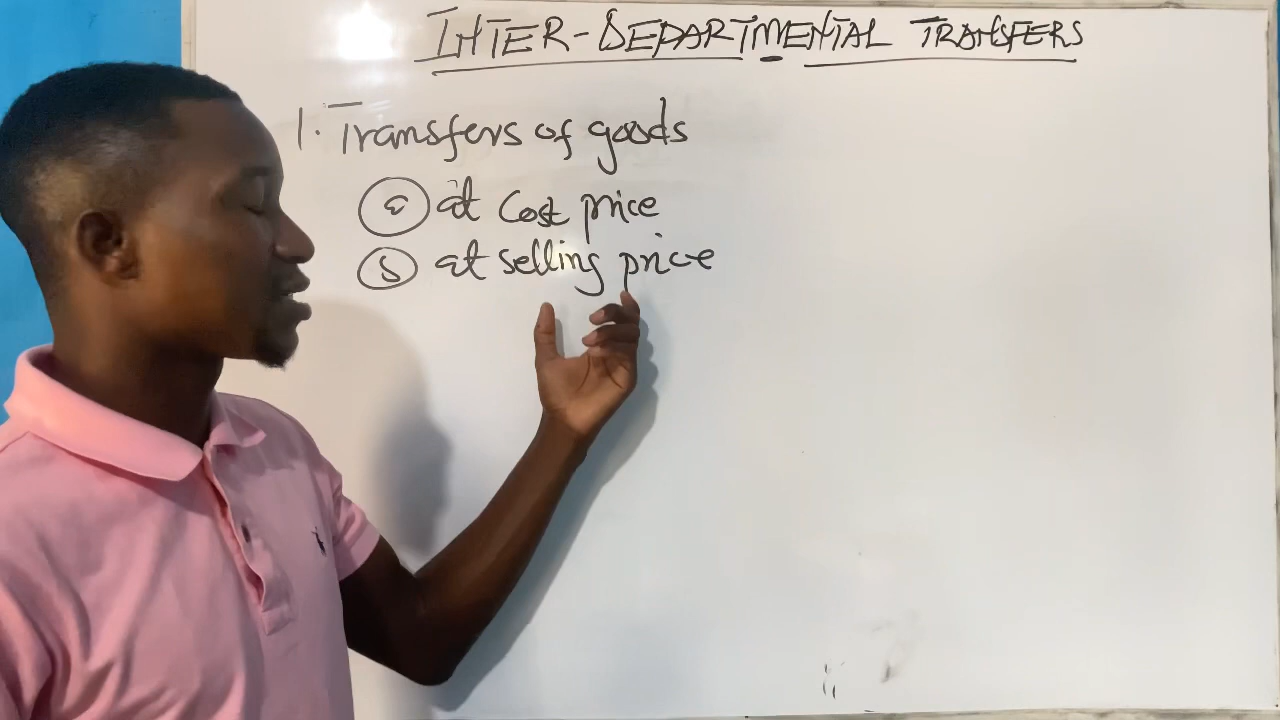 INTER-DEPARTMENTAL TRANSFERS
1. Transfers of goods
a at cost price
b at selling price